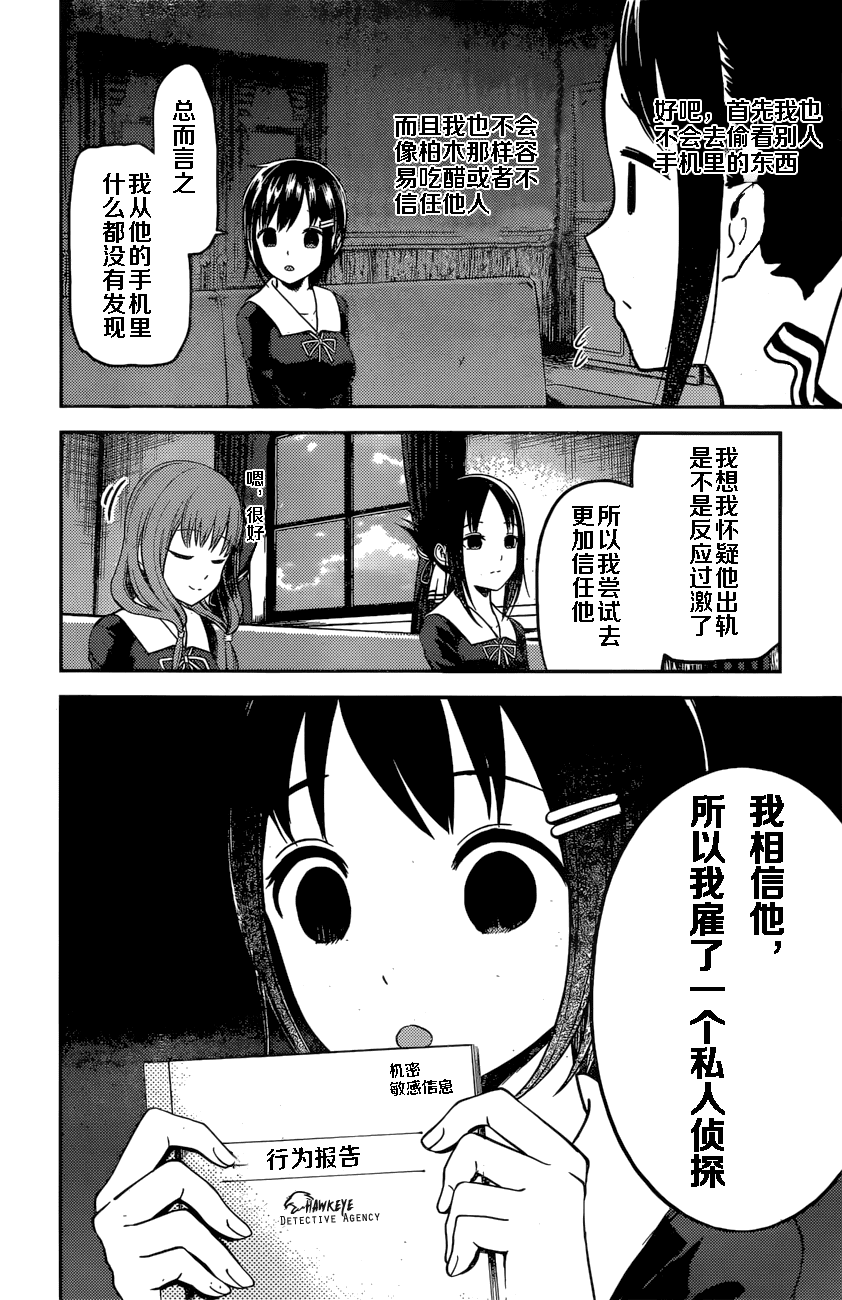 好吧，首先我也
不会去偷看别人
手机里的东西
而且我也不会
像柏木那样容
易吃醋或者不
信任他人
总而言之
我从他的手机里
什么都没有发现
我想我怀疑他出轨
是不是反应过激了
所以我尝试去
更加信任他
嗯，很好
我相信他，
所以我雇了一个私人侦探
机密
敏感信息
行为报告
HAWKEYE
DETECTIVE AGENCY